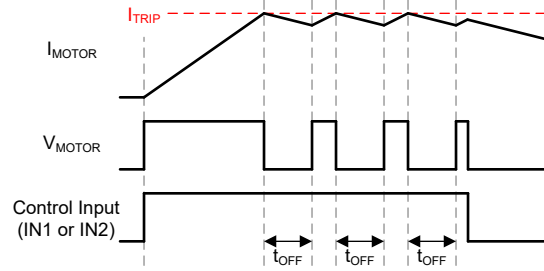 ITRIP
IMOTOR
VMOTOR
Control Input
(IN1 or IN2)
tOFF tOFF tOFF